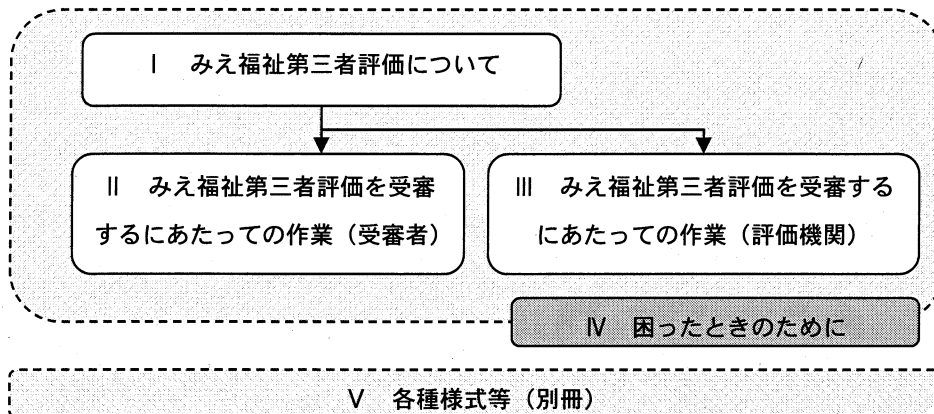 Ⅰ　みえ福祉第三者評価について
Ⅱ　みえ福祉第三者評価を受審
するにあたっての作業（受審者）
Ⅲ　みえ福祉第三者評価を受審する
にあたっての作業（評価機関）
Ⅳ　困ったときのために
Ⅴ　各種様式等（別冊）